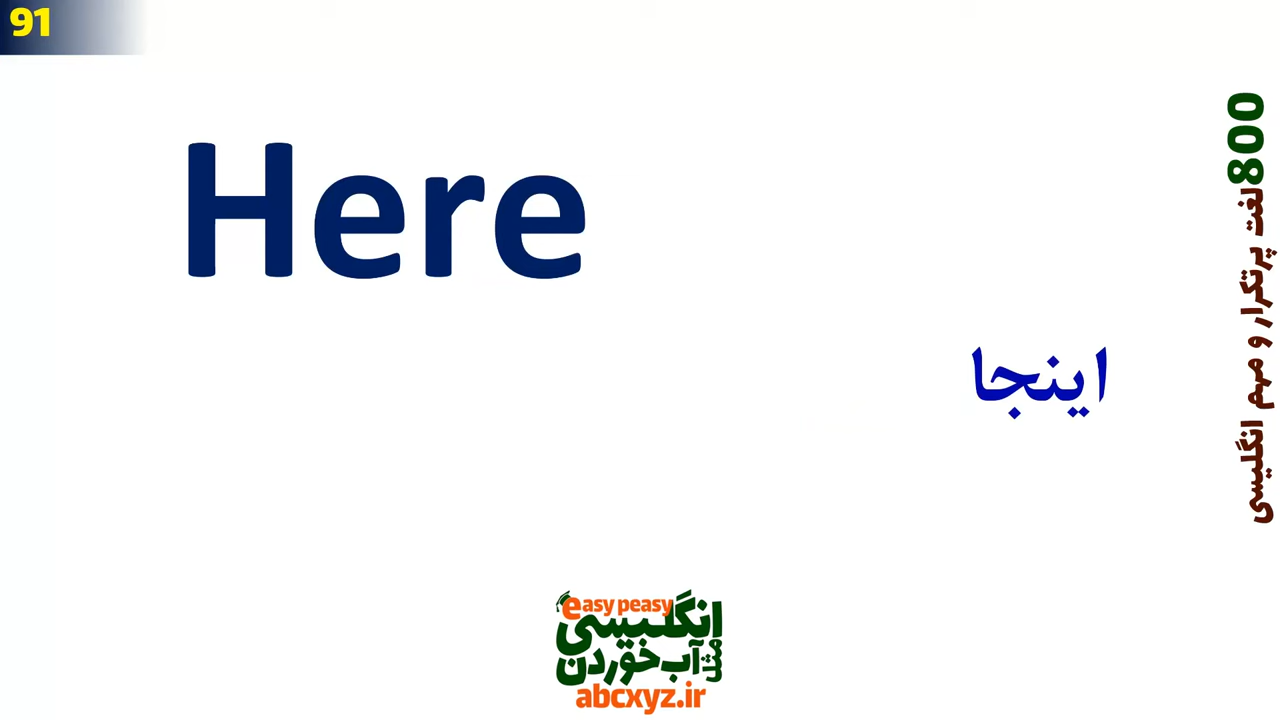 91
Here
اینجا
800 لغت پرتکرار و مهم انگلیسی
easy peasy
انگلیسی
مثل آب خوردن
abcxyz.ir